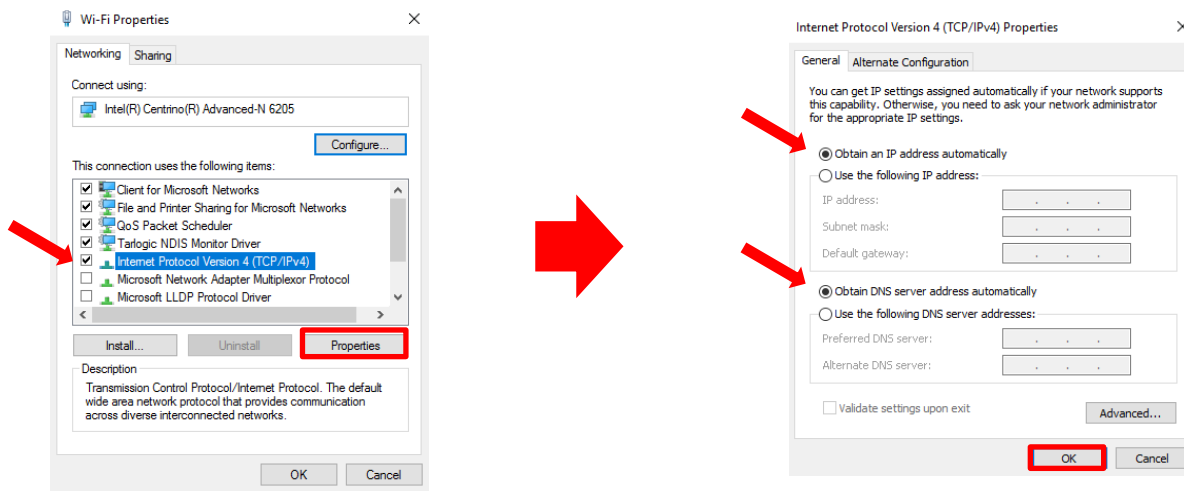 Wi-Fi Properties
Networking Sharing
Connect using:
Intel(R) Centrino(R) Advanced-N 6205
Configure...
This connection uses the following items:
Client for Microsoft Networks
File and Printer Sharing for Microsoft Networks
QoS Packet Scheduler
Tarlogic NDIS Monitor Driver
Internet Protocol Version 4 (TCP/IPv4)
Microsoft Network Adapter Multiplexor Protocol
Microsoft LLDP Protocol Driver
Install... Uninstall Properties
Description
Transmission Control Protocol/Internet Protocol. The default
wide area network protocol that provides communication
across diverse interconnected networks.
OK Cancel
Internet Protocol Version 4 (TCP/IPv4) Properties
General Alternate Configuration
You can get IP settings assigned automatically if your network supports
this capability. Otherwise, you need to ask your network administrator
for the appropriate IP settings.
Obtain an IP address automatically
Use the following IP address:
IP address:
Subnet mask:
Default gateway:
Obtain DNS server address automatically
Use the following DNS server addresses:
Preferred DNS server:
Alternate DNS server:
Validate settings upon exit
Advanced...
OK Cancel